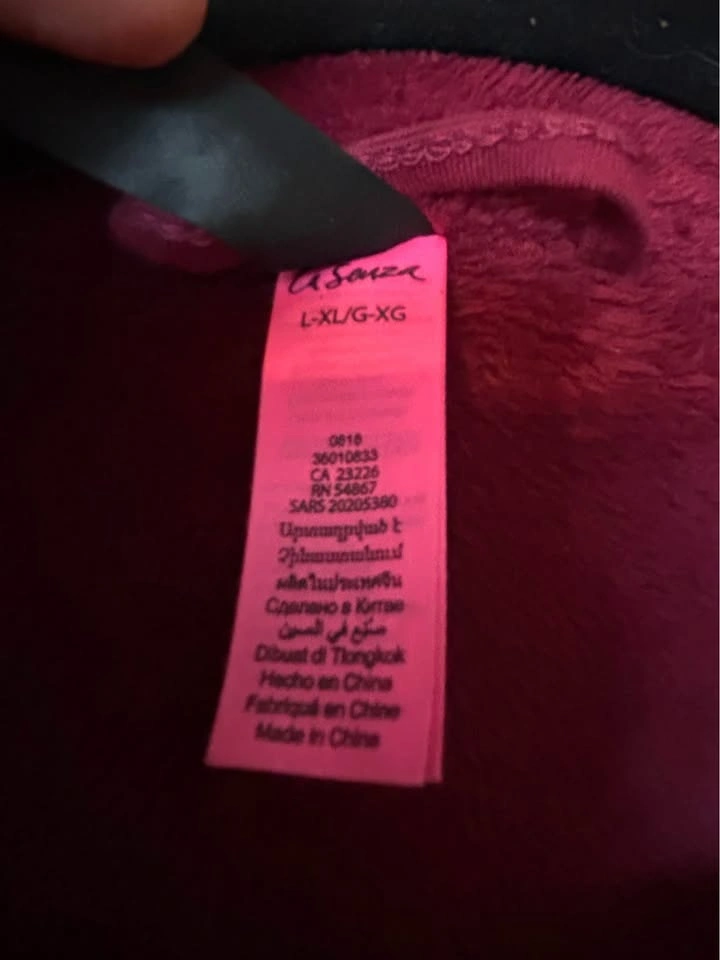 la Senza
L-XL/G-XG
0818
36010833
CA 23226
RN 54867
SARS 20205380
Արտադրված է
Չինաստանում
ผลิตในประเทศจีน
Сделано в Китае
صنع في الصين
Dibuat di Tiongkok
Hecho en China
Fabriqué en Chine
Made in China